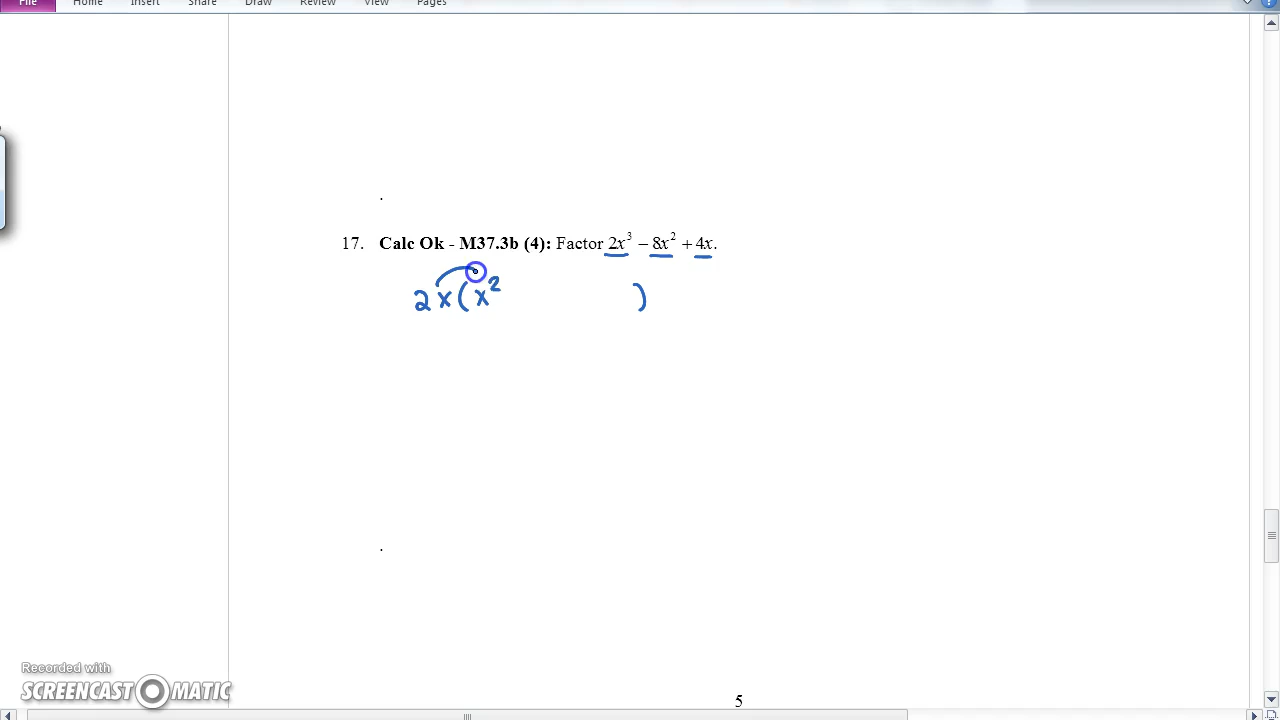 File Home Insert Share Draw Review View Pages
.
17. Calc Ok - M37.3b (4): Factor 2x³ − 8x² + 4x.
2x(x² )
.
Recorded with
SCREENCAST MATIC
5